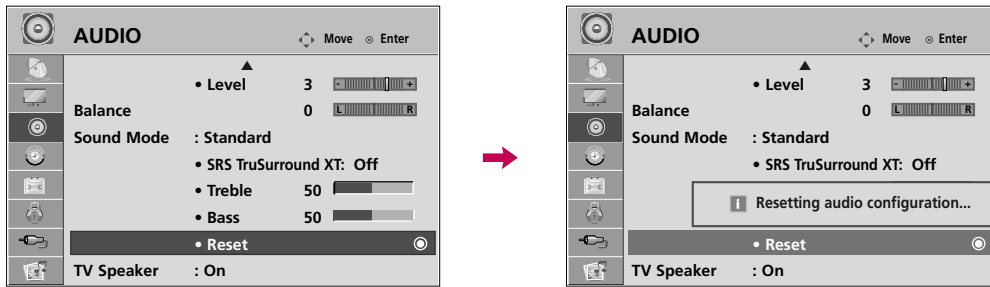 AUDIO Move Enter
• Level 3 - +
Balance 0 L R
Sound Mode : Standard
• SRS TruSurround XT: Off
• Treble 50
• Bass 50
• Reset
TV Speaker : On
AUDIO Move Enter
• Level 3 - +
Balance 0 L R
Sound Mode : Standard
• SRS TruSurround XT: Off
i Resetting audio configuration...
• Reset
TV Speaker : On